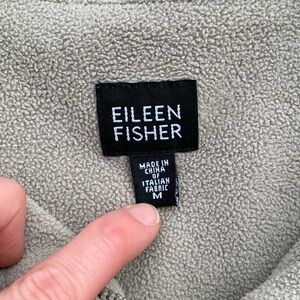 EILEEN
FISHER
MADE IN
CHINA
OF
ITALIAN
FABRIC
M